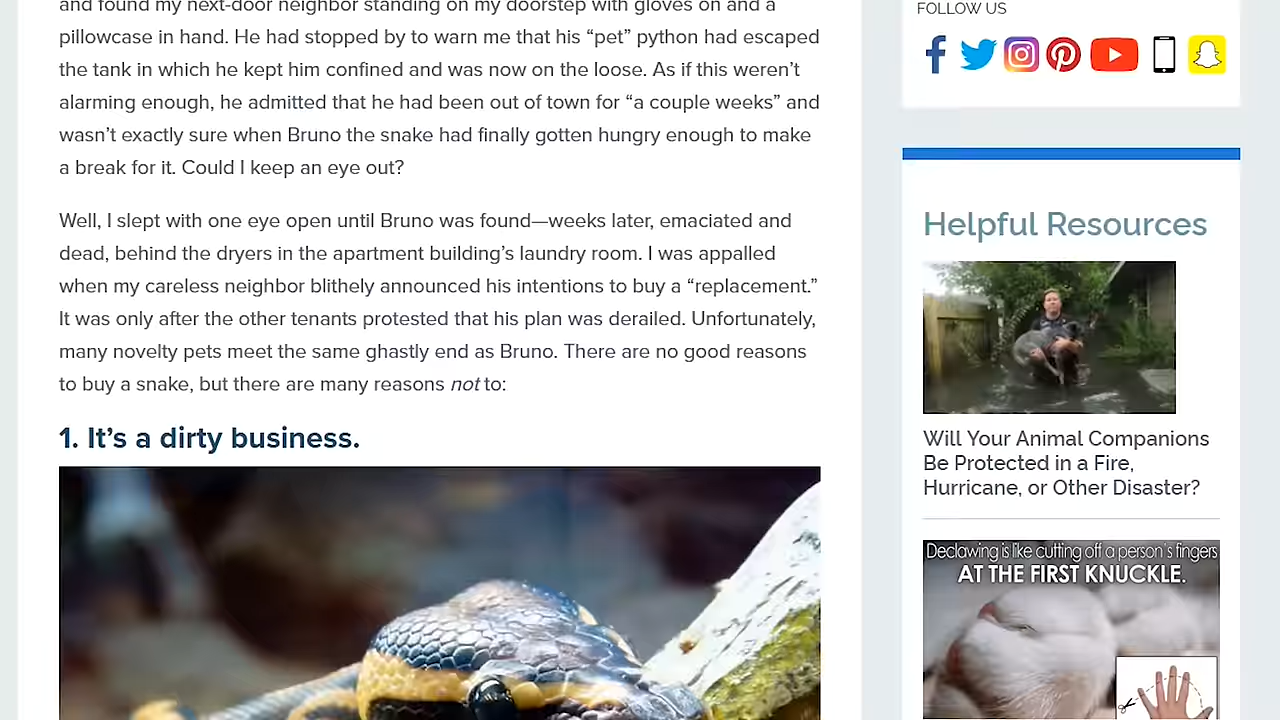 and found my next-door neighbor standing on my doorstep with gloves on and a
pillowcase in hand. He had stopped by to warn me that his “pet” python had escaped
the tank in which he kept him confined and was now on the loose. As if this weren’t
alarming enough, he admitted that he had been out of town for “a couple weeks” and
wasn’t exactly sure when Bruno the snake had finally gotten hungry enough to make
a break for it. Could I keep an eye out?
Well, I slept with one eye open until Bruno was found—weeks later, emaciated and
dead, behind the dryers in the apartment building’s laundry room. I was appalled
when my careless neighbor blithely announced his intentions to buy a “replacement.”
It was only after the other tenants protested that his plan was derailed. Unfortunately,
many novelty pets meet the same ghastly end as Bruno. There are no good reasons
to buy a snake, but there are many reasons not to:
1. It’s a dirty business.
FOLLOW US
Helpful Resources
Will Your Animal Companions
Be Protected in a Fire,
Hurricane, or Other Disaster?
Declawing is like cutting off a person's fingers
AT THE FIRST KNUCKLE.